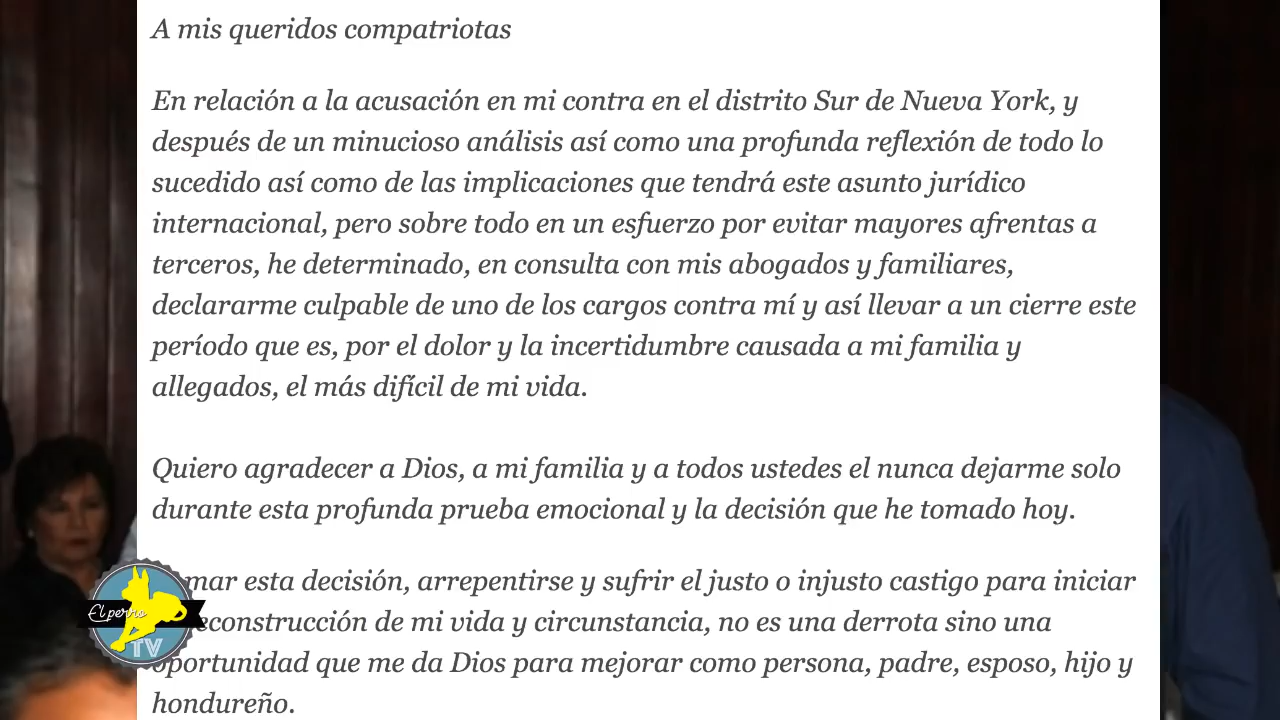 A mis queridos compatriotas
En relación a la acusación en mi contra en el distrito Sur de Nueva York, y
después de un minucioso análisis así como una profunda reflexión de todo lo
sucedido así como de las implicaciones que tendrá este asunto jurídico
internacional, pero sobre todo en un esfuerzo por evitar mayores afrentas a
terceros, he determinado, en consulta con mis abogados y familiares,
declararme culpable de uno de los cargos contra mí y así llevar a un cierre este
período que es, por el dolor y la incertidumbre causada a mi familia y
allegados, el más difícil de mi vida.
Quiero agradecer a Dios, a mi familia y a todos ustedes el nunca dejarme solo
durante esta profunda prueba emocional y la decisión que he tomado hoy.
mar esta decisión, arrepentirse y sufrir el justo o injusto castigo para iniciar
econstrucción de mi vida y circunstancia, no es una derrota sino una
oportunidad que me da Dios para mejorar como persona, padre, esposo, hijo y
hondureño.
El perro
TV